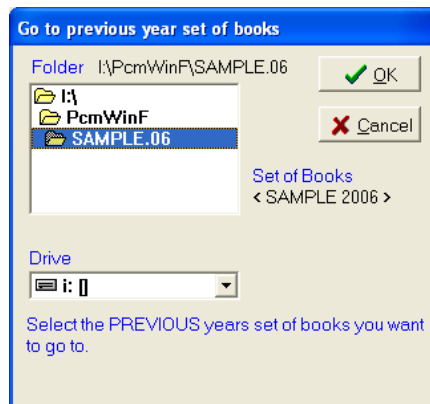 Go to previous year set of books
Folder I:\PcmWinF\SAMPLE.06
OK
I:\
PcmWinF
Cancel
SAMPLE.06
Set of Books
< SAMPLE 2006 >
Drive
i: []
Select the PREVIOUS years set of books you want
to go to.